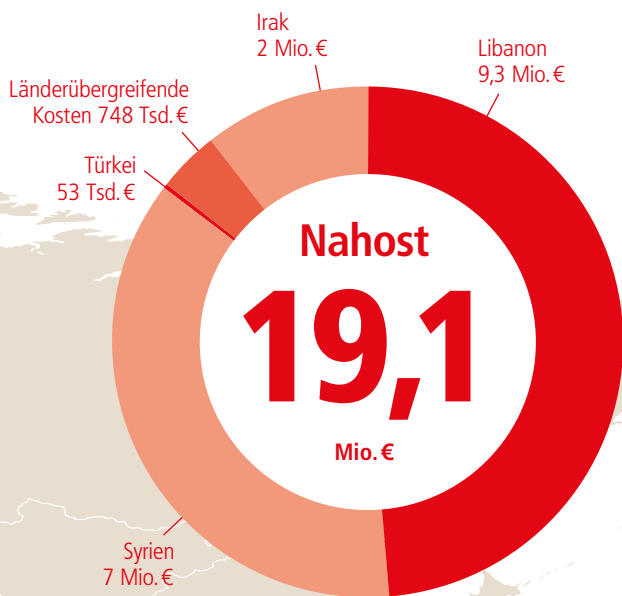 Irak
2 Mio. €
Libanon
9,3 Mio. €
Länderübergreifende
Kosten 748 Tsd. €
Türkei
53 Tsd. €
Nahost
19,1
Mio. €
Syrien
7 Mio. €